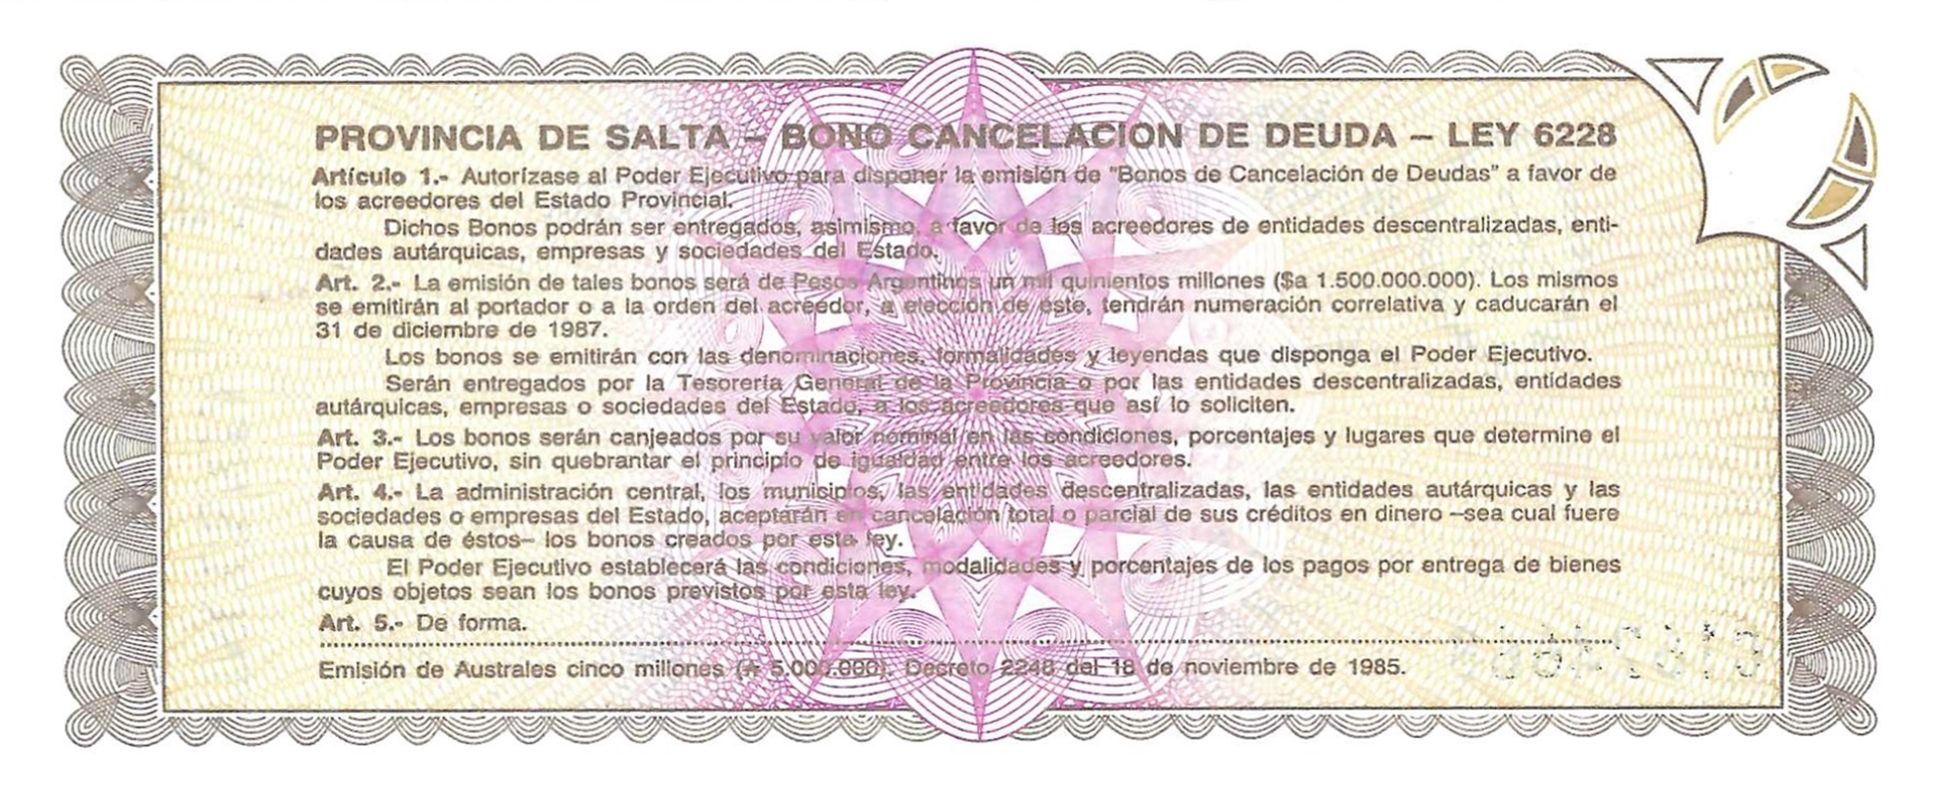 PROVINCIA DE SALTA – BONO CANCELACION DE DEUDA – LEY 6228
Artículo 1.- Autorízase al Poder Ejecutivo para disponer la emisión de "Bonos de Cancelación de Deudas" a favor de
los acreedores del Estado Provincial.
Dichos Bonos podrán ser entregados, asimismo, a favor de los acreedores de entidades descentralizadas, enti-
dades autárquicas, empresas y sociedades del Estado.
Art. 2.- La emisión de tales bonos será de Pesos Argentinos un mil quinientos millones ($a 1.500.000.000). Los mismos
se emitirán al portador o a la orden del acreedor, a elección de éste, tendrán numeración correlativa y caducarán el
31 de diciembre de 1987.
Los bonos se emitirán con las denominaciones, formalidades y leyendas que disponga el Poder Ejecutivo.
Serán entregados por la Tesorería General de la Provincia o por las entidades descentralizadas, entidades
autárquicas, empresas o sociedades del Estado, a los acreedores que así lo soliciten.
Art. 3.- Los bonos serán canjeados por su valor nominal en las condiciones, porcentajes y lugares que determine el
Poder Ejecutivo, sin quebrantar el principio de igualdad entre los acreedores.
Art. 4.- La administración central, los municipios, las entidades descentralizadas, las entidades autárquicas y las
sociedades o empresas del Estado, aceptarán en cancelación total o parcial de sus créditos en dinero –sea cual fuere
la causa de éstos– los bonos creados por esta ley.
El Poder Ejecutivo establecerá las condiciones, modalidades y porcentajes de los pagos por entrega de bienes
cuyos objetos sean los bonos previstos por esta ley.
Art. 5.- De forma.
Emisión de Australes cinco millones (₳ 5.000.000). Decreto 2248 del 18 de noviembre de 1985.